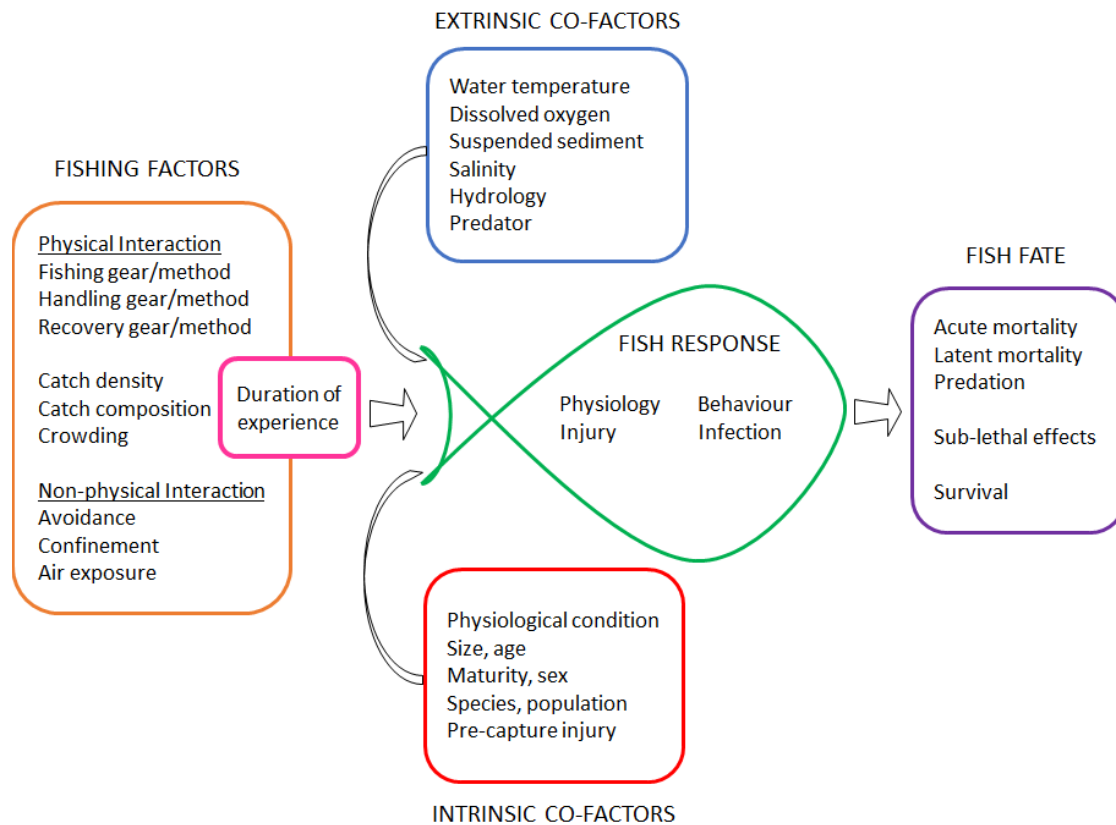 EXTRINSIC CO-FACTORS
Water temperature
Dissolved oxygen
Suspended sediment
Salinity
Hydrology
Predator
FISHING FACTORS
Physical Interaction
Fishing gear/method
Handling gear/method
Recovery gear/method
Catch density
Catch composition
Crowding
Non-physical Interaction
Avoidance
Confinement
Air exposure
Duration of
experience
FISH RESPONSE
Physiology
Injury
Behaviour
Infection
FISH FATE
Acute mortality
Latent mortality
Predation
Sub-lethal effects
Survival
Physiological condition
Size, age
Maturity, sex
Species, population
Pre-capture injury
INTRINSIC CO-FACTORS